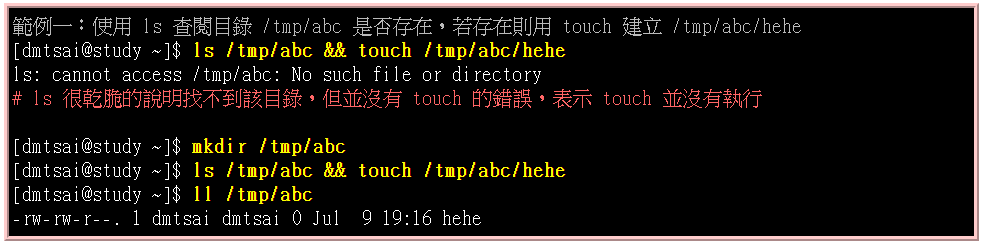 範例一：使用 ls 查閱目錄 /tmp/abc 是否存在，若存在則用 touch 建立 /tmp/abc/hehe
[dmtsai@study ~]$ ls /tmp/abc && touch /tmp/abc/hehe
ls: cannot access /tmp/abc: No such file or directory
# ls 很乾脆的說明找不到該目錄，但並沒有 touch 的錯誤，表示 touch 並沒有執行
[dmtsai@study ~]$ mkdir /tmp/abc
[dmtsai@study ~]$ ls /tmp/abc && touch /tmp/abc/hehe
[dmtsai@study ~]$ ll /tmp/abc
-rw-rw-r--. 1 dmtsai dmtsai 0 Jul  9 19:16 hehe